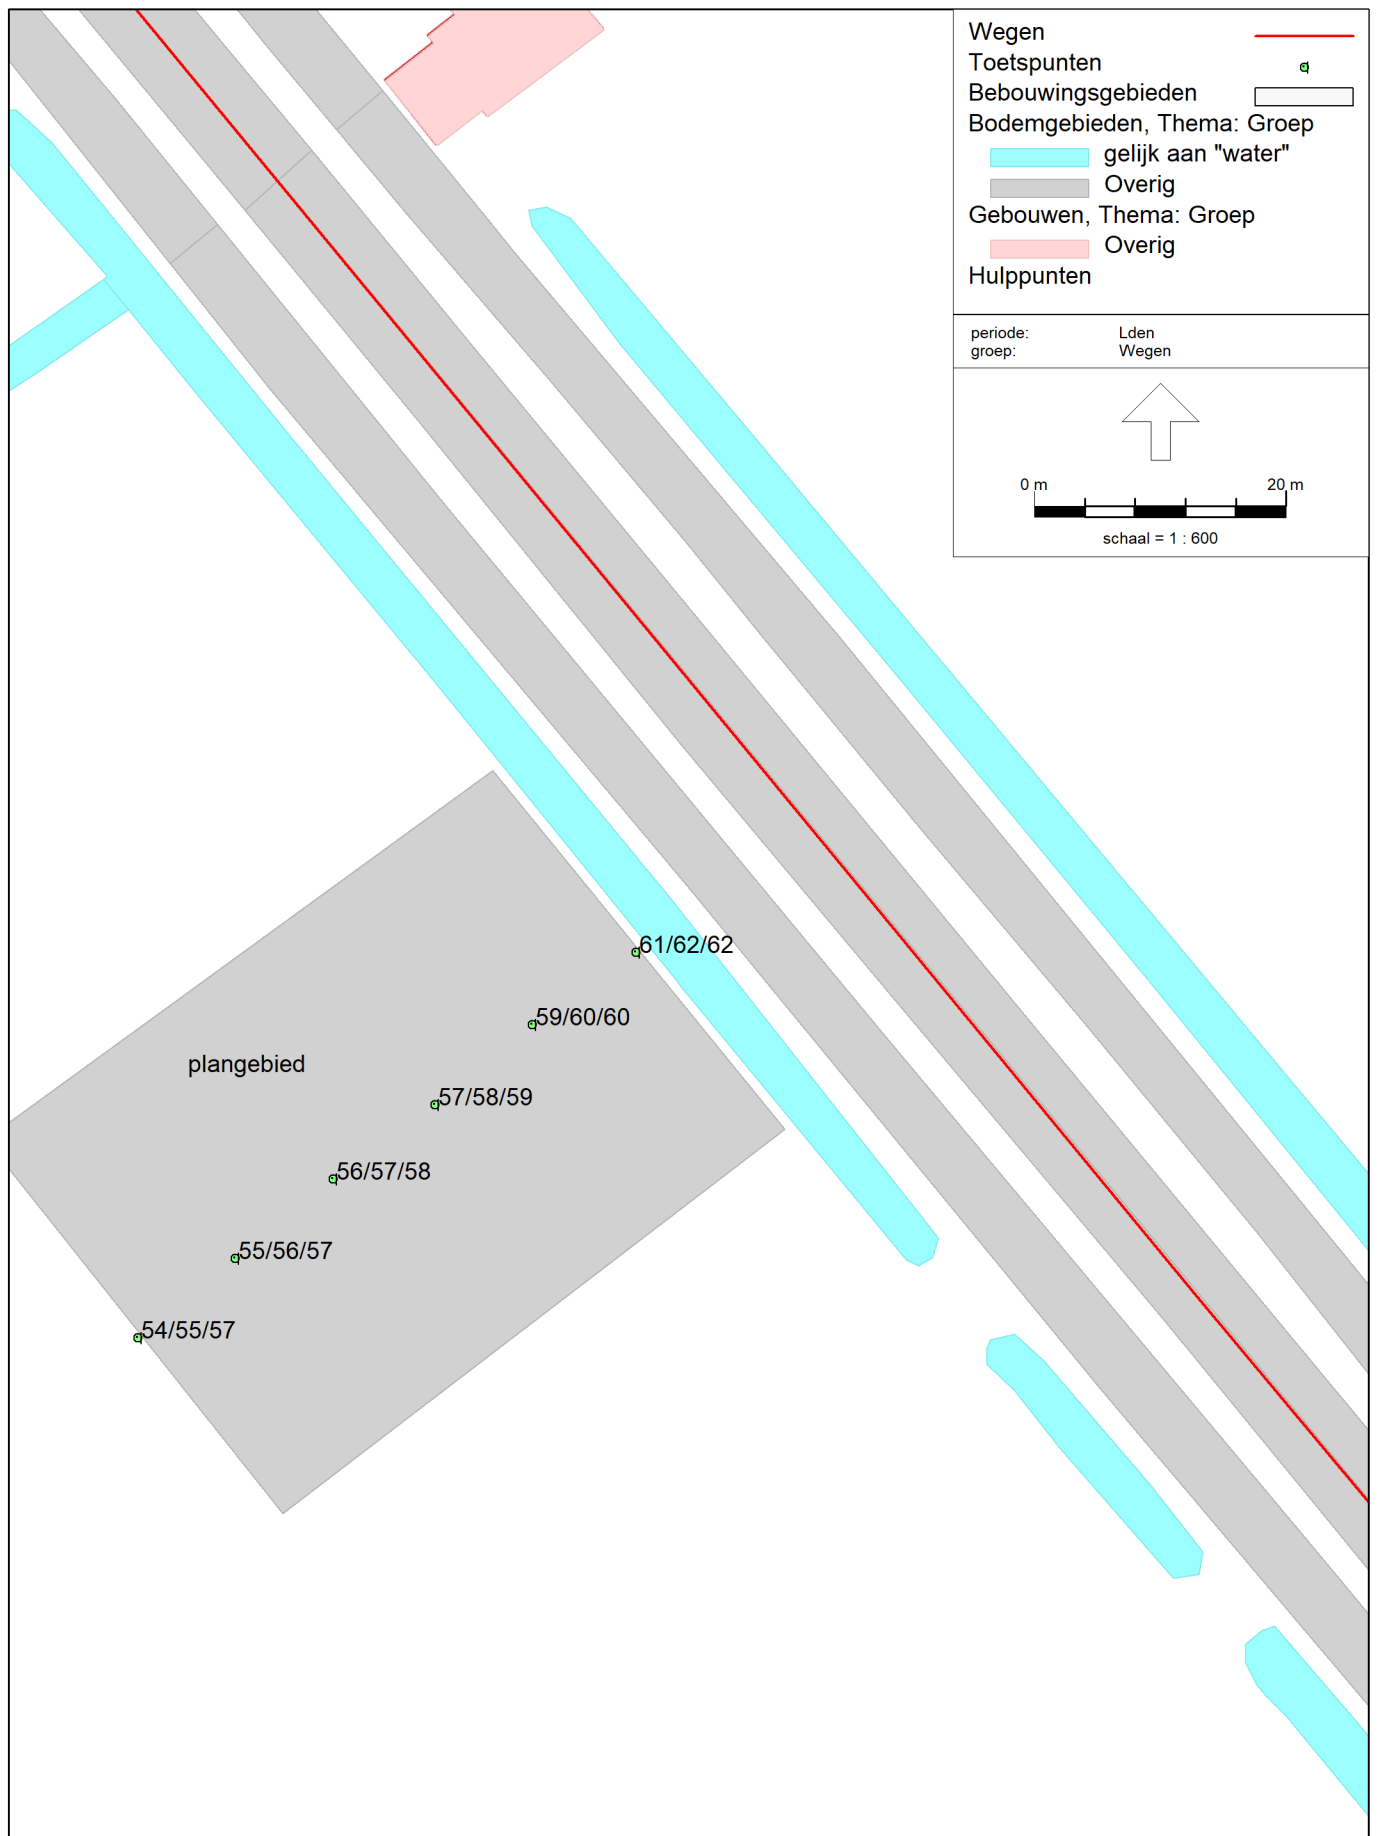 Wegen
Toetspunten
Bebouwingsgebieden
Bodemgebieden, Thema: Groep
gelijk aan "water"
Overig
Gebouwen, Thema: Groep
Overig
Hulppunten
periode: Lden
groep: Wegen
0 m 20 m
schaal = 1 : 600
61/62/62
59/60/60
plangebied
57/58/59
56/57/58
55/56/57
54/55/57